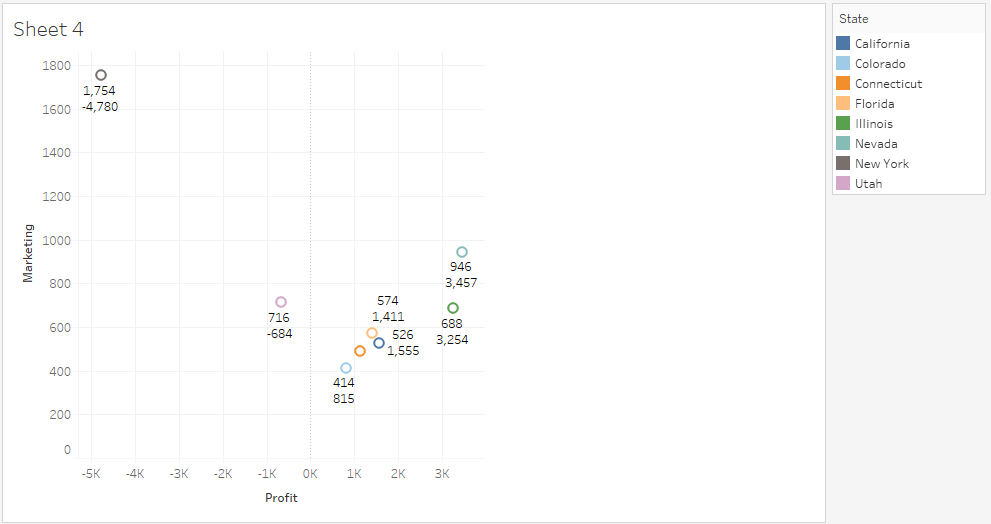 Sheet 4
1800
1600
1400
1200
1000
800
600
400
200
0
Marketing
1,754
-4,780
716
-684
574
1,411
526
1,555
414
815
946
3,457
688
3,254
-5K -4K -3K -2K -1K 0K 1K 2K 3K
Profit
State
California
Colorado
Connecticut
Florida
Illinois
Nevada
New York
Utah